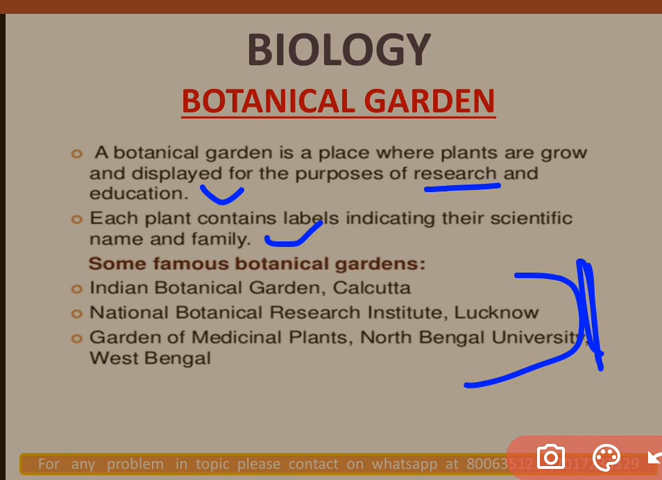 BIOLOGY
BOTANICAL GARDEN
A botanical garden is a place where plants are grow
and displayed for the purposes of research and
education.
Each plant contains labels indicating their scientific
name and family.
Some famous botanical gardens:
Indian Botanical Garden, Calcutta
National Botanical Research Institute, Lucknow
Garden of Medicinal Plants, North Bengal University,
West Bengal
For any problem in topic please contact on whatsapp at